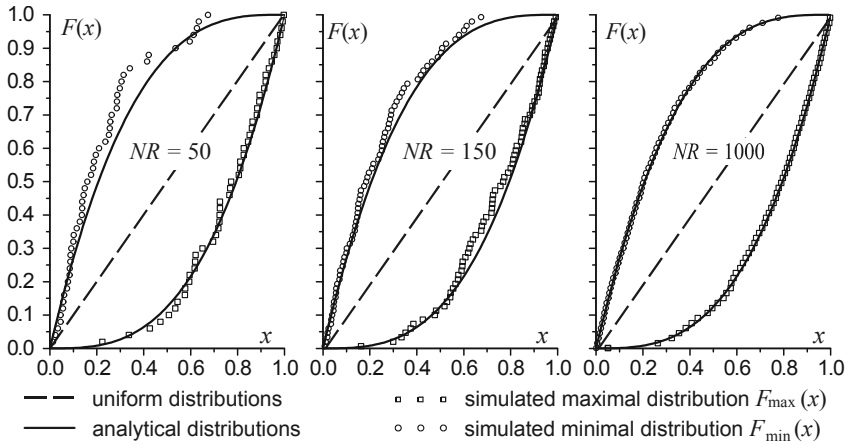 F(x) F(x) F(x)
1.0
0.9
0.8
0.7
0.6
0.5
0.4
0.3
0.2
0.1
0.0
NR = 50 NR = 150 NR = 1000
x x x
0.0 0.2 0.4 0.6 0.8 1.0 0.0 0.2 0.4 0.6 0.8 1.0 0.0 0.2 0.4 0.6 0.8 1.0
uniform distributions simulated maximal distribution Fmax(x)
analytical distributions simulated minimal distribution Fmin(x)